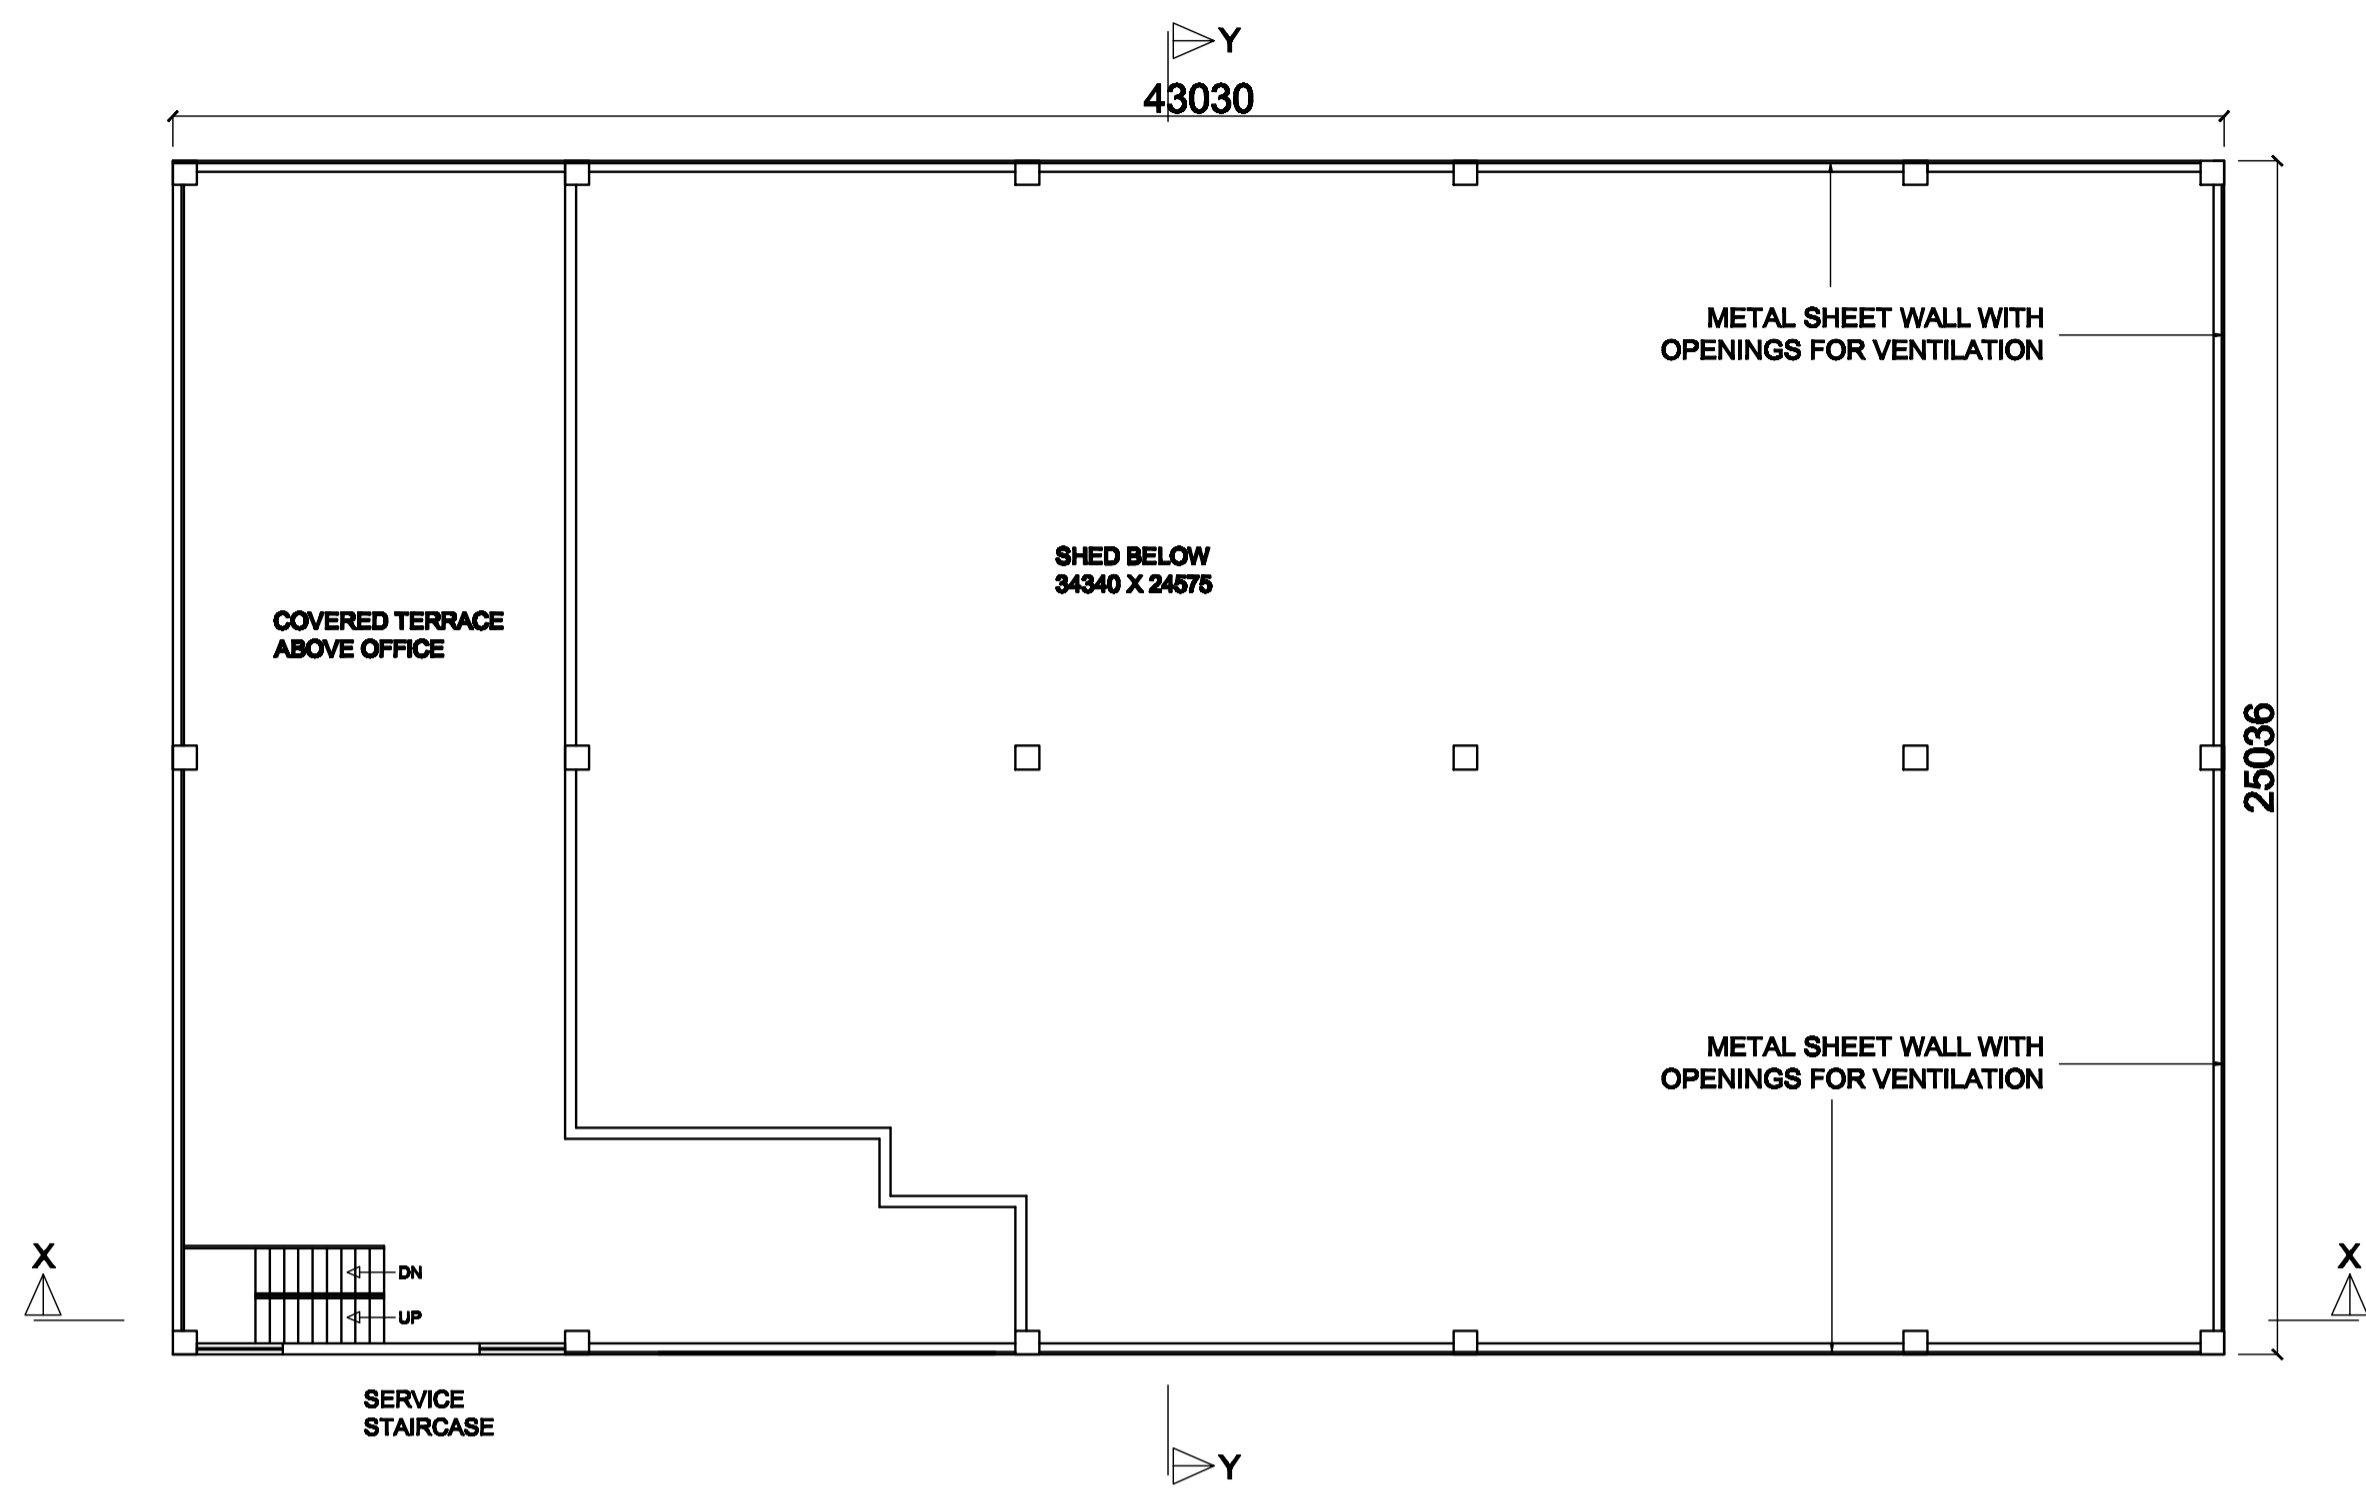 Y
43030
METAL SHEET WALL WITH
OPENINGS FOR VENTILATION
SHED BELOW
34340 X 24575
COVERED TERRACE
ABOVE OFFICE
25036
METAL SHEET WALL WITH
OPENINGS FOR VENTILATION
X
X
DN
UP
SERVICE
STAIRCASE
Y